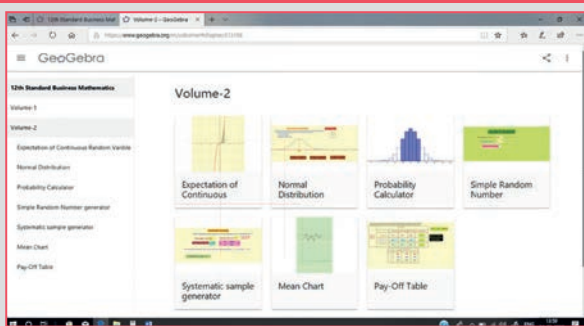 12th Standard Business Mat
Volume-2 – GeoGebra
GeoGebra
12th Standard Business Mathematics
Volume-1
Volume-2
Expectation of Continuous Random Varible
Normal Distribution
Probability Calculator
Simple Random Number generator
Systematic sample generator
Mean Chart
Pay-Off Table
Volume-2
Expectation of Continuous
Normal Distribution
Probability Calculator
Simple Random Number
Systematic sample generator
Mean Chart
Pay-Off Table